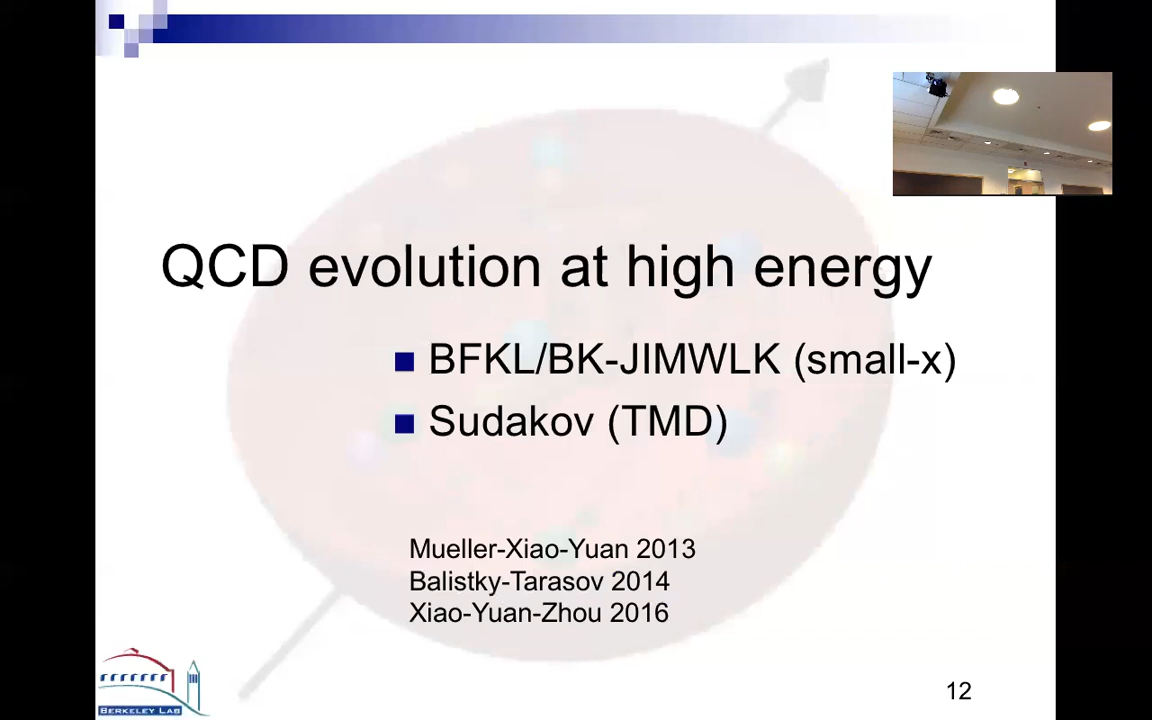 QCD evolution at high energy
BFKL/BK-JIMWLK (small-x)
Sudakov (TMD)
Mueller-Xiao-Yuan 2013
Balistky-Tarasov 2014
Xiao-Yuan-Zhou 2016
BERKELEY LAB
12